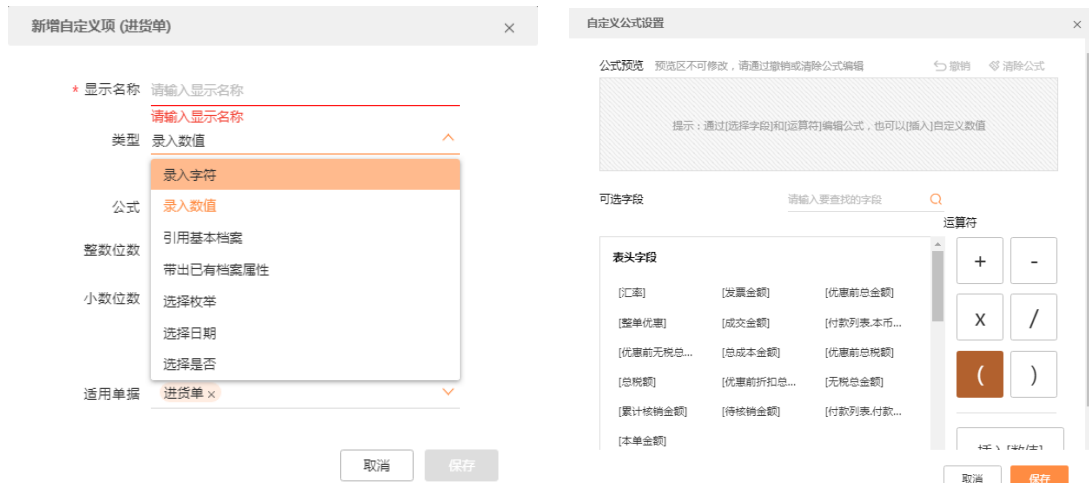 新增自定义项 (进货单)
×
* 显示名称 请输入显示名称
请输入显示名称
类型 录入数值
录入字符
公式 录入数值
引用基本档案
整数位数
带出已有档案属性
小数位数 选择枚举
选择日期
选择是否
适用单据 进货单 ×
取消 保存
自定义公式设置
×
公式预览 预览区不可修改，请通过撤销或清除公式编辑 撤销 清除公式
提示：通过[选择字段]和[运算符]编辑公式，也可以[插入]自定义数值
可选字段 请输入要查找的字段
运算符
表头字段
[汇率] [发票金额] [优惠前总金额]
[整单优惠] [成交金额] [付款列表.本币...
[优惠前无税总... [总成本金额] [优惠前总税额]
[总税额] [优惠前折扣总... [无税总金额]
[累计核销金额] [待核销金额] [付款列表.付款...
[本单金额]
+ -
x /
( )
插入[数值]
取消 保存